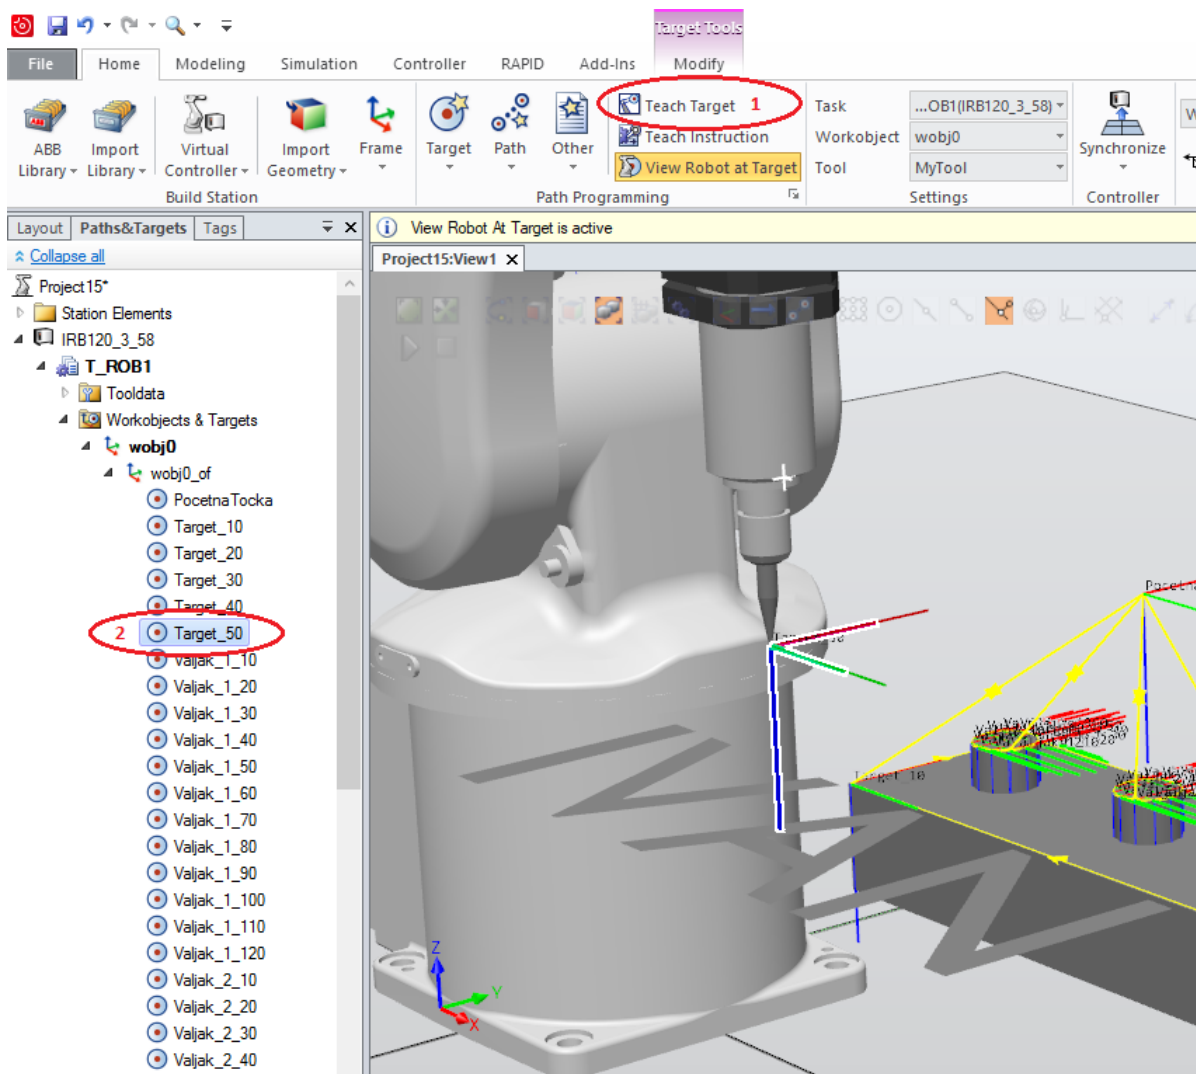 Target Tools
File Home Modeling Simulation Controller RAPID Add-Ins Modify
Teach Target 1
Teach Instruction
View Robot at Target
ABB Library
Import Library
Virtual Controller
Import Geometry
Frame
Target
Path
Other
Task ...OB1(IRB120_3_58)
Workobject wobj0
Tool MyTool
Synchronize
W
Build Station Path Programming Settings Controller
Layout Paths&Targets Tags
View Robot At Target is active
Collapse all
Project15:View1
Project15*
Station Elements
IRB120_3_58
T_ROB1
Tooldata
Workobjects & Targets
wobj0
wobj0_of
PocetnaTocka
Target_10
Target_20
Target_30
Target_40
2 Target_50
Valjak_1_10
Valjak_1_20
Valjak_1_30
Valjak_1_40
Valjak_1_50
Valjak_1_60
Valjak_1_70
Valjak_1_80
Valjak_1_90
Valjak_1_100
Valjak_1_110
Valjak_1_120
Valjak_2_10
Valjak_2_20
Valjak_2_30
Valjak_2_40
Target_10
Z
Y
X